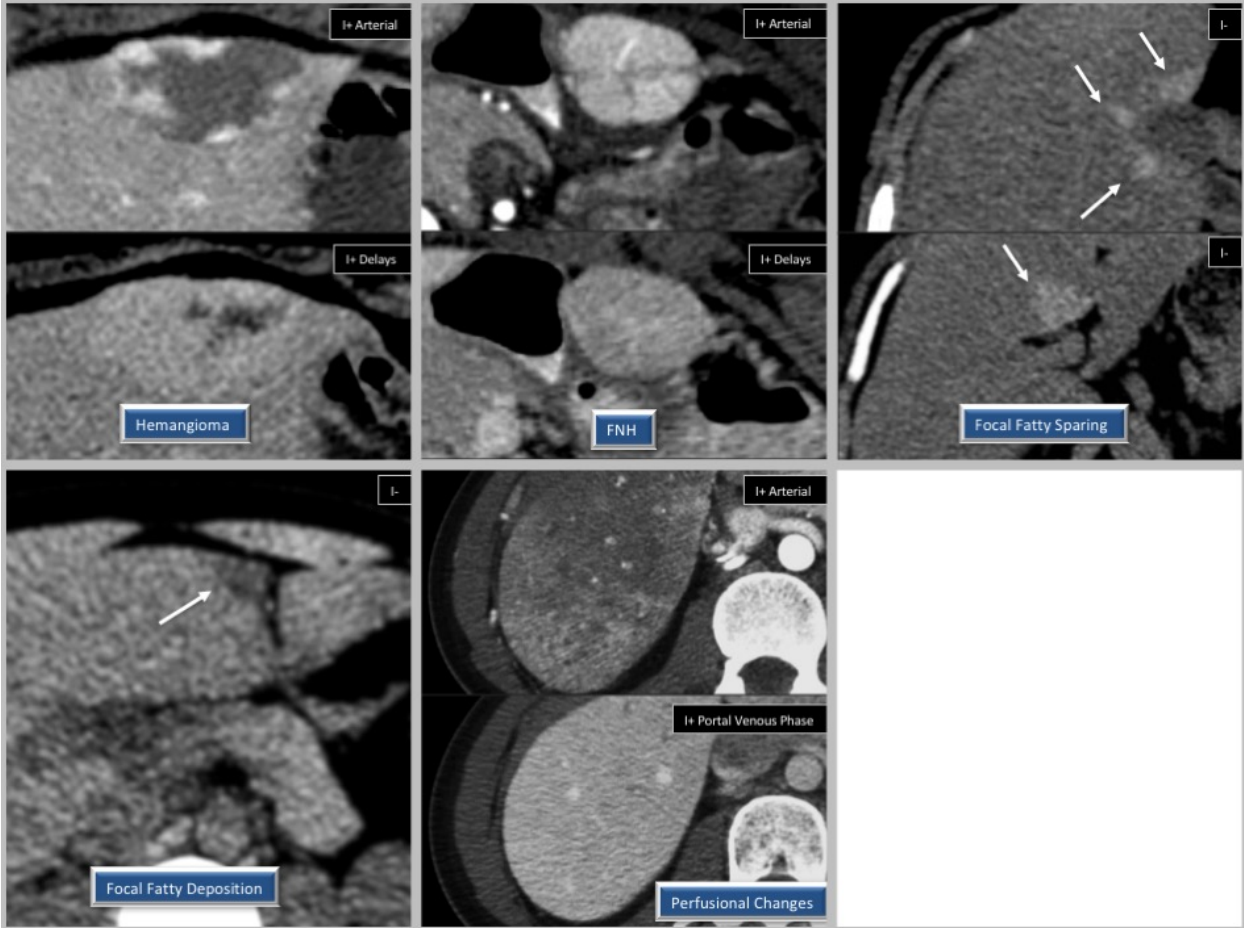 I+ Arterial
I+ Delays
Hemangioma
I+ Arterial
I+ Delays
FNH
I-
I-
Focal Fatty Sparing
I-
Focal Fatty Deposition
I+ Arterial
I+ Portal Venous Phase
Perfusional Changes